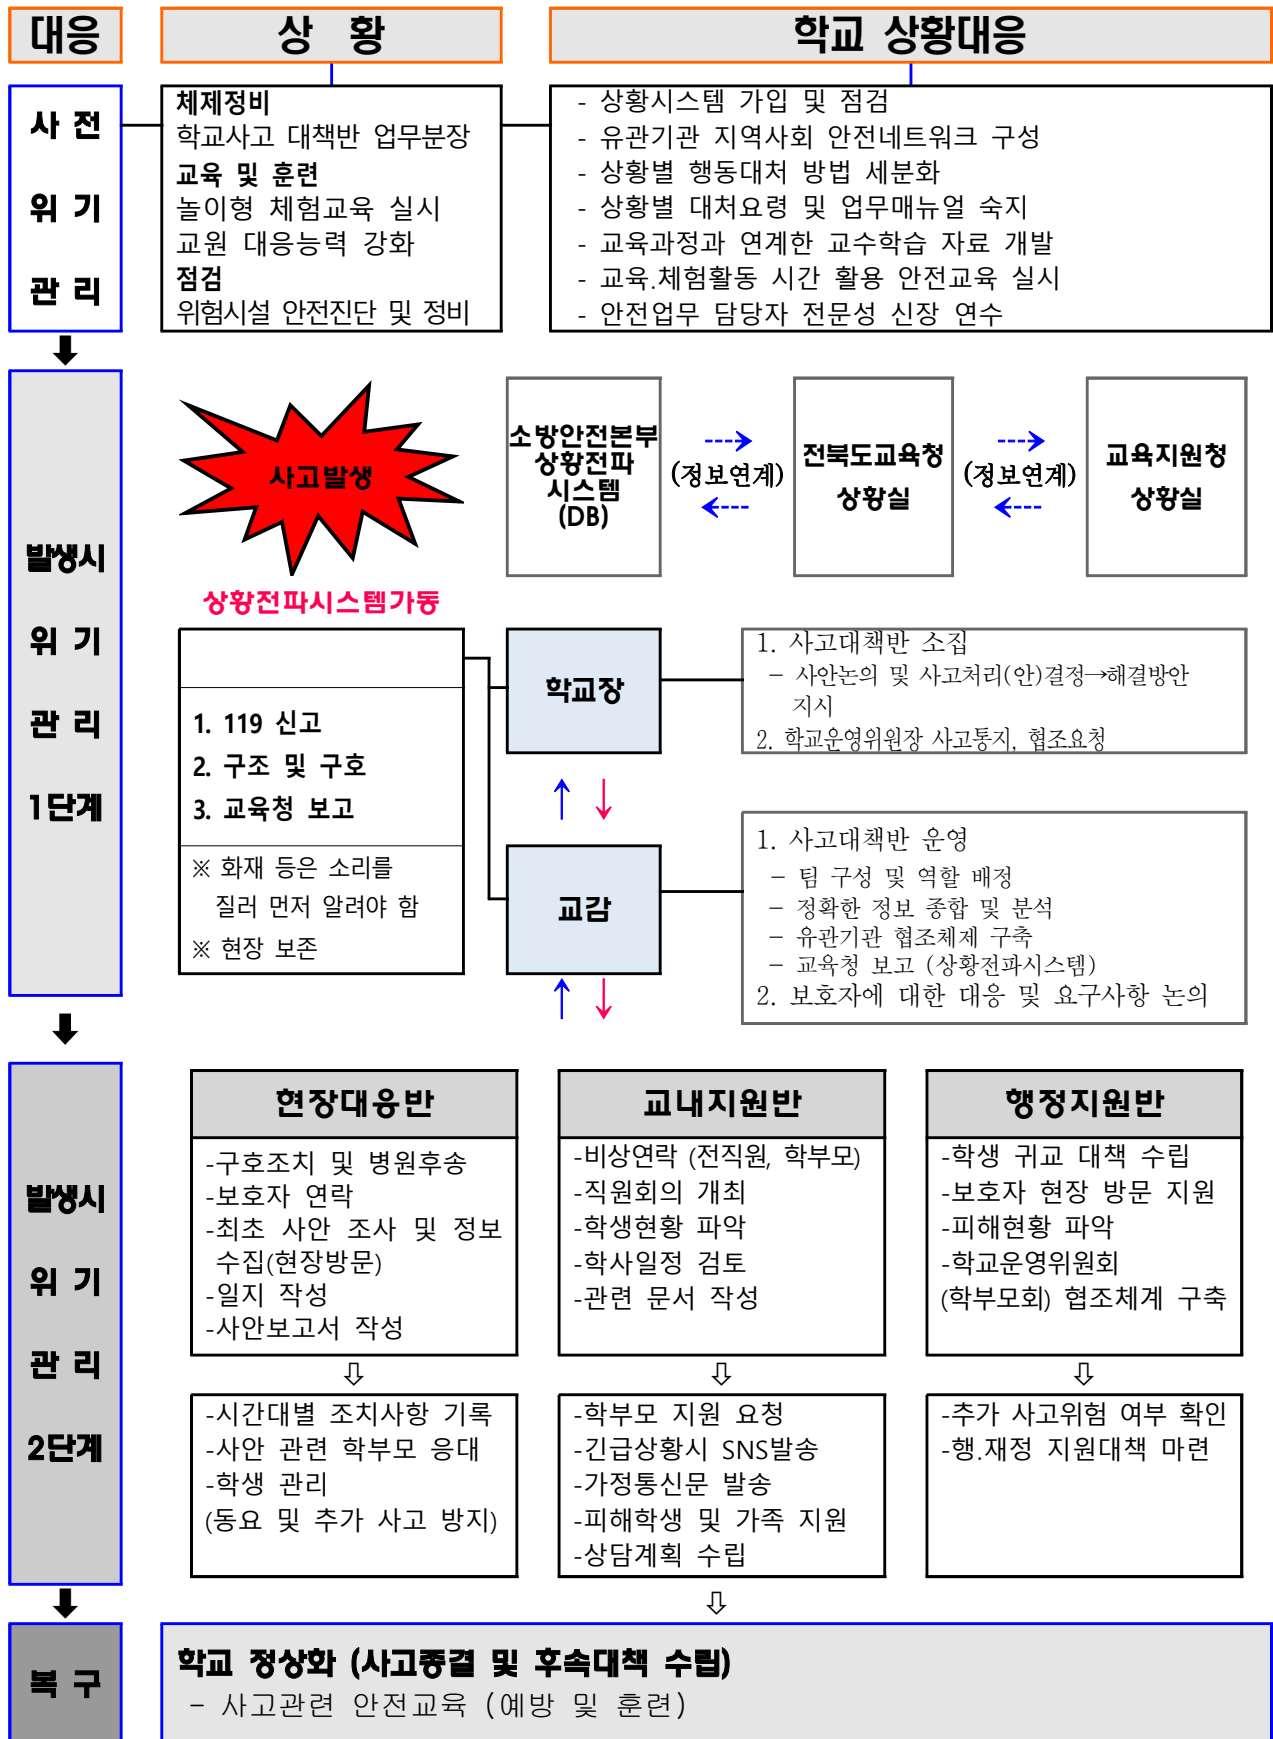 대응
상 황
학교 상황대응
사 전
위 기
관 리
체제정비
학교사고 대책반 업무분장
교육 및 훈련
놀이형 체험교육 실시
교원 대응능력 강화
점검
위험시설 안전진단 및 정비
- 상황시스템 가입 및 점검
- 유관기관 지역사회 안전네트워크 구성
- 상황별 행동대처 방법 세분화
- 상황별 대처요령 및 업무매뉴얼 숙지
- 교육과정과 연계한 교수학습 자료 개발
- 교육.체험활동 시간 활용 안전교육 실시
- 안전업무 담당자 전문성 신장 연수
발생시
위 기
관 리
1단계
사고발생
상황전파시스템가동
소방안전본부
상황전파
시스템
(DB)
(정보연계)
전북도교육청
상황실
(정보연계)
교육지원청
상황실
1. 119 신고
2. 구조 및 구호
3. 교육청 보고
※ 화재 등은 소리를
질러 먼저 알려야 함
※ 현장 보존
학교장
1. 사고대책반 소집
- 사안논의 및 사고처리(안)결정→해결방안
지시
2. 학교운영위원장 사고통지, 협조요청
교감
1. 사고대책반 운영
- 팀 구성 및 역할 배정
- 정확한 정보 종합 및 분석
- 유관기관 협조체제 구축
- 교육청 보고 (상황전파시스템)
2. 보호자에 대한 대응 및 요구사항 논의
발생시
위 기
관 리
2단계
현장대응반
-구호조치 및 병원후송
-보호자 연락
-최초 사안 조사 및 정보
수집(현장방문)
-일지 작성
-사안보고서 작성
-시간대별 조치사항 기록
-사안 관련 학부모 응대
-학생 관리
(동요 및 추가 사고 방지)
교내지원반
-비상연락 (전직원, 학부모)
-직원회의 개최
-학생현황 파악
-학사일정 검토
-관련 문서 작성
-학부모 지원 요청
-긴급상황시 SNS발송
-가정통신문 발송
-피해학생 및 가족 지원
-상담계획 수립
행정지원반
-학생 귀교 대책 수립
-보호자 현장 방문 지원
-피해현황 파악
-학교운영위원회
(학부모회) 협조체계 구축
-추가 사고위험 여부 확인
-행.재정 지원대책 마련
복 구
학교 정상화 (사고종결 및 후속대책 수립)
- 사고관련 안전교육 (예방 및 훈련)